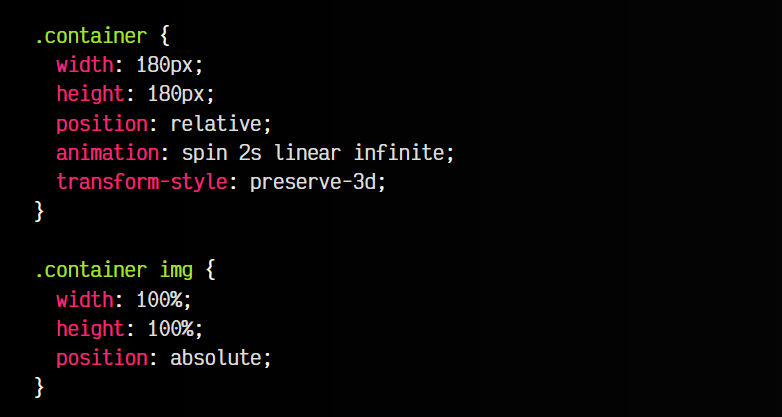 .container {
  width: 180px;
  height: 180px;
  position: relative;
  animation: spin 2s linear infinite;
  transform-style: preserve-3d;
}

.container img {
  width: 100%;
  height: 100%;
  position: absolute;
}